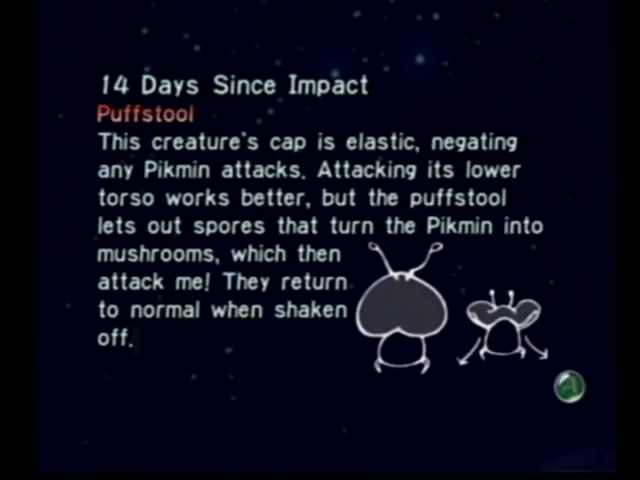 14 Days Since Impact
Puffstool
This creature's cap is elastic, negating
any Pikmin attacks. Attacking its lower
torso works better, but the puffstool
lets out spores that turn the Pikmin into
mushrooms, which then
attack me! They return
to normal when shaken
off.
A